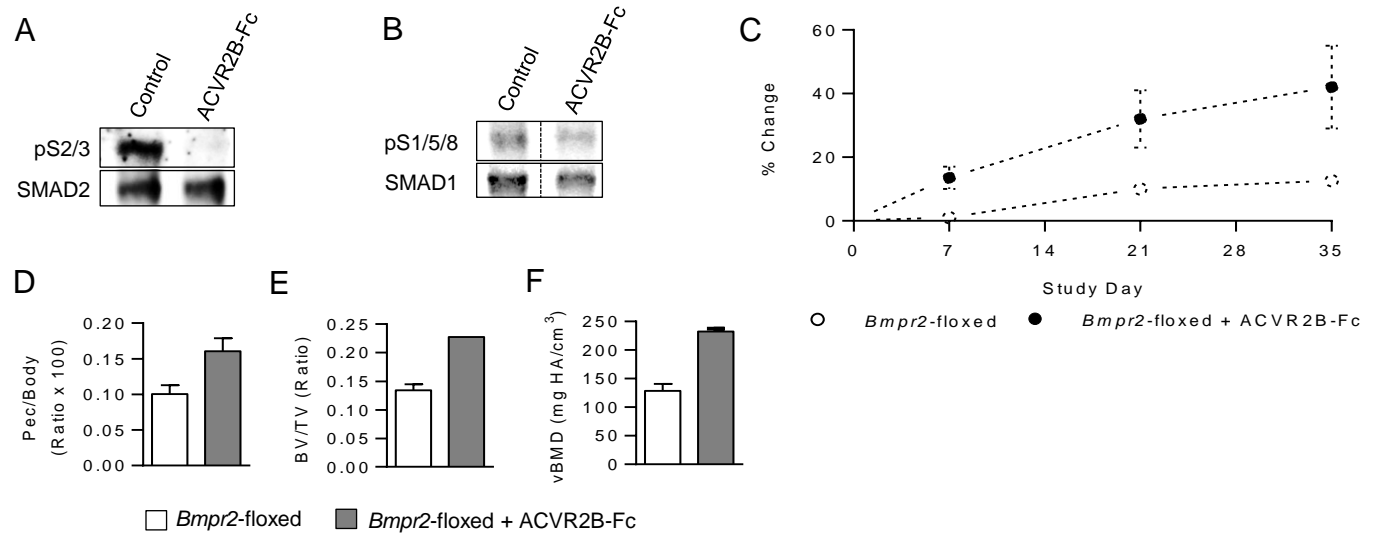 A
Control
ACVR2B-Fc
pS2/3
SMAD2
B
Control
ACVR2B-Fc
pS1/5/8
SMAD1
C
% Change
60
40
20
0
0 7 14 21 28 35
Study Day
Bmpr2-floxed
Bmpr2-floxed + ACVR2B-Fc
D
Pec/Body
(Ratio x 100)
0.20
0.15
0.10
0.05
0.00
E
BV/TV (Ratio)
0.25
0.20
0.15
0.10
0.05
0.00
F
vBMD (mg HA/cm³)
250
200
150
100
50
0
Bmpr2-floxed
Bmpr2-floxed + ACVR2B-Fc